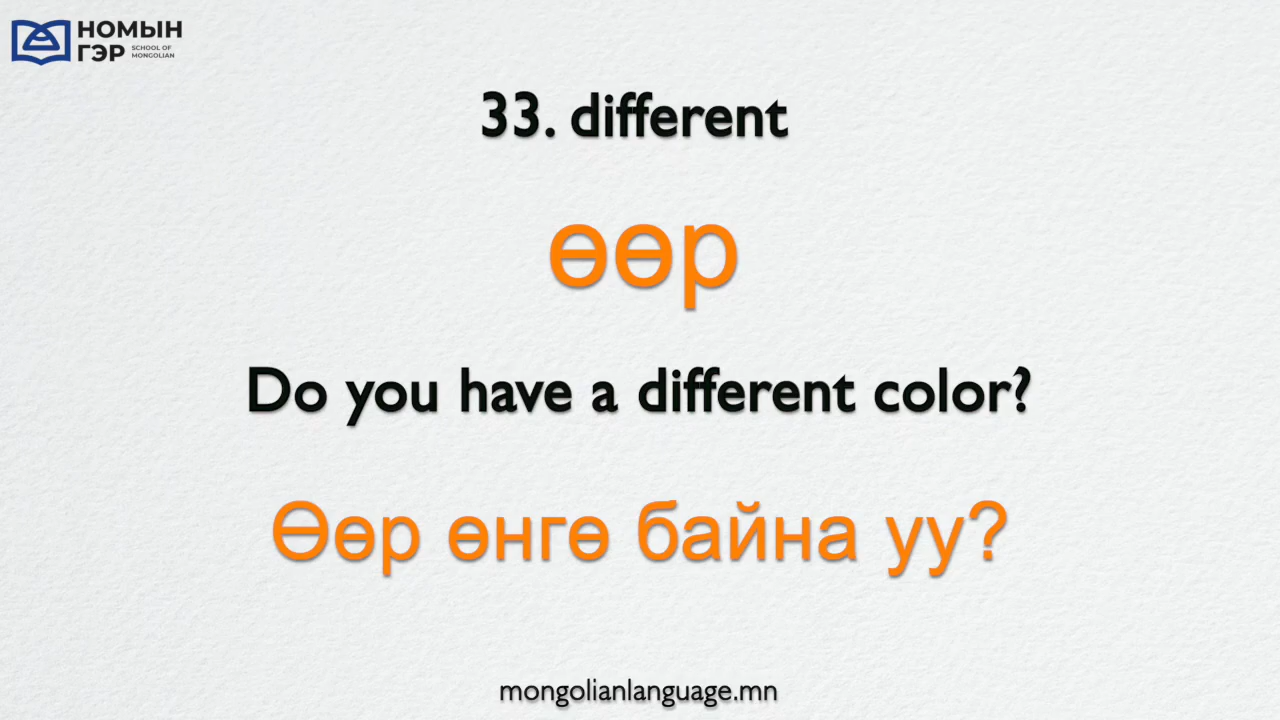 НОМЫН
ГЭР SCHOOL OF
MONGOLIAN
33. different
өөр
Do you have a different color?
Өөр өнгө байна уу?
mongolianlanguage.mn